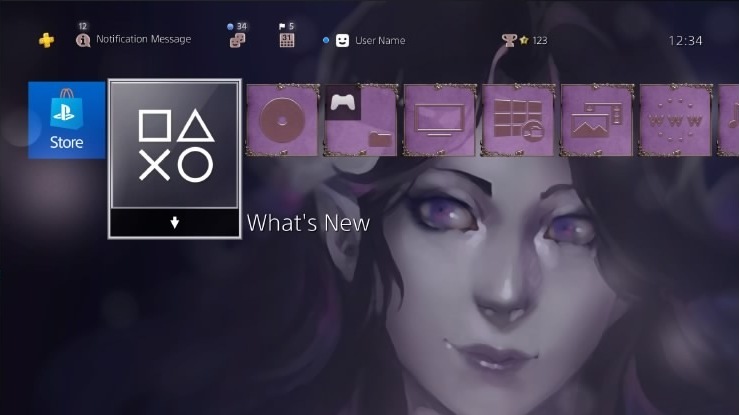 12
Notification Message
34
5
31
User Name
123
12:34
Store
What's New
www